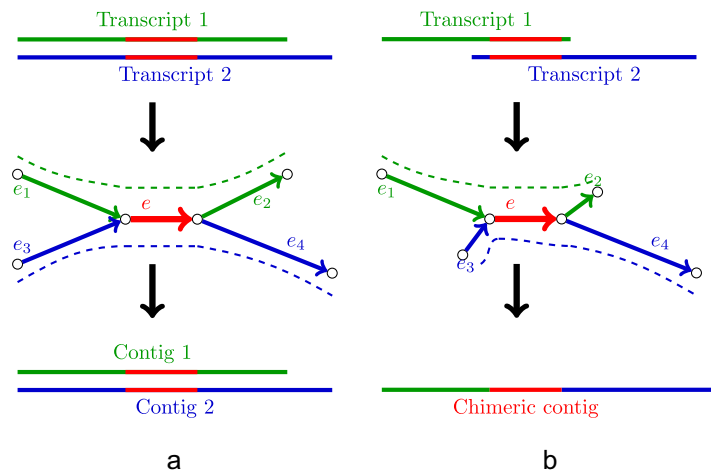 Transcript 1
Transcript 2
e1
e
e2
e3
e4
Contig 1
Contig 2
a
Transcript 1
Transcript 2
e1
e
e2
e3
e4
Chimeric contig
b